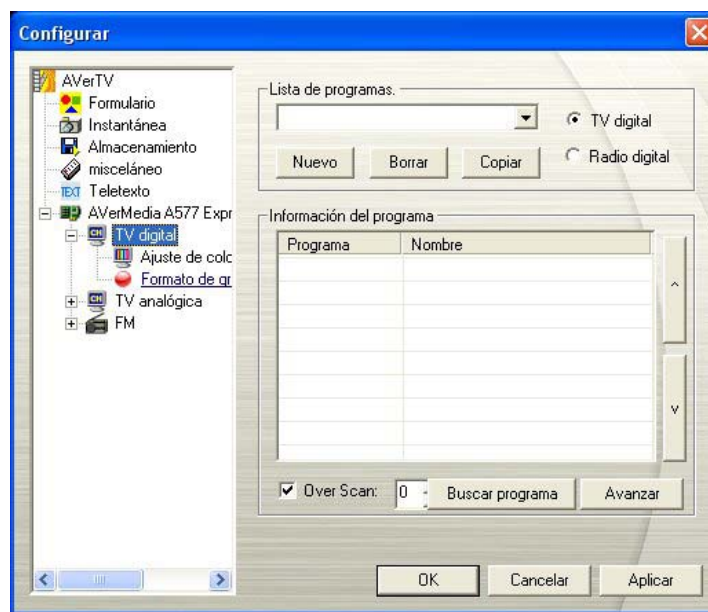 Configurar
AVerTV
Formulario
Instantánea
Almacenamiento
misceláneo
TEXT Teletexto
AVerMedia A577 Expr
CH TV digital
Ajuste de colc
Formato de gr
CH TV analógica
FM
Lista de programas.
TV digital
Nuevo Borrar Copiar Radio digital
Información del programa
Programa Nombre
Over Scan: 0 Buscar programa Avanzar
OK Cancelar Aplicar